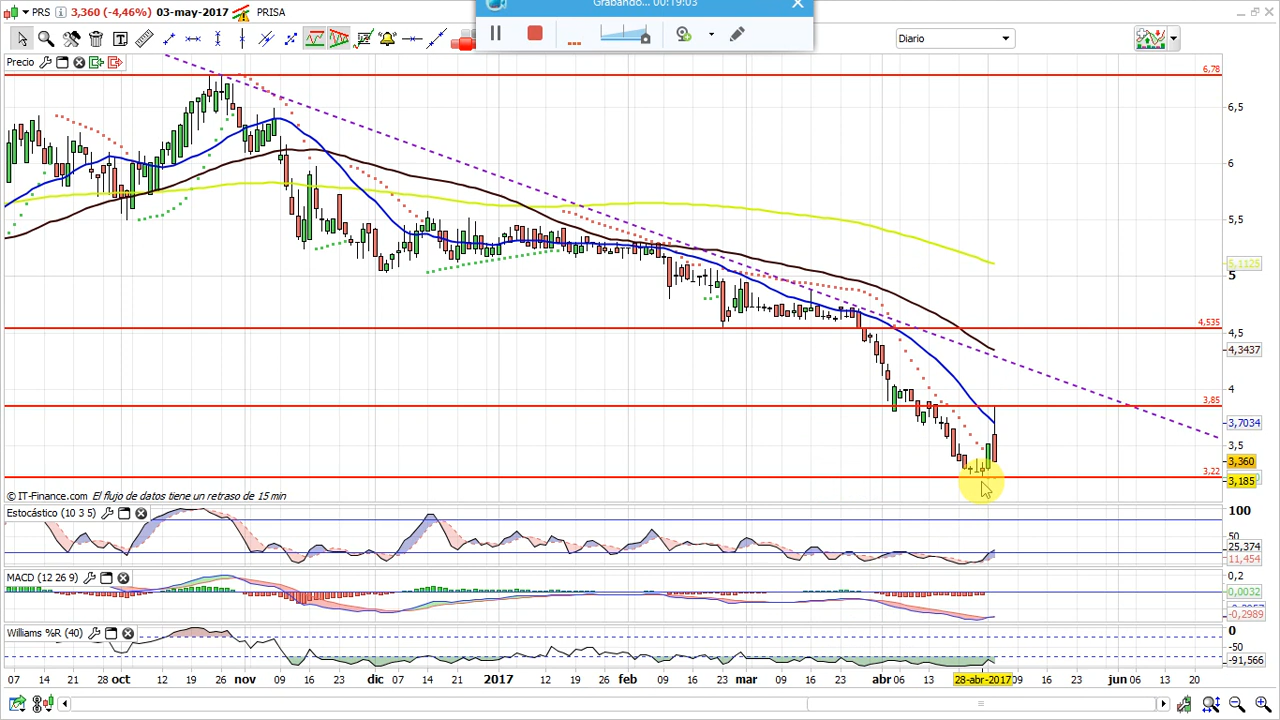 Grabando... 00:19:03
PRS 3,360 (-4,46%) 03-may-2017 PRISA
Diario
Precio
6,78
6,5
6
5,5
5,1125
5
4,535
4,5
4,3437
4
3,85
3,7034
3,5
3,360
3,22
3,185
© IT-Finance.com El flujo de datos tiene un retraso de 15 min
Estocástico (10 3 5)
100
50
25,374
11,454
MACD (12 26 9)
0,2
0,0032
-0,2989
Williams %R (40)
0
-50
-91,566
07 14 21 28 oct 12 19 26 nov 09 16 23 dic 07 14 21 2017 19 26 feb 09 16 22 mar 09 16 23 abr 06 13 28-abr-2017 09 16 23 jun 06 13 20